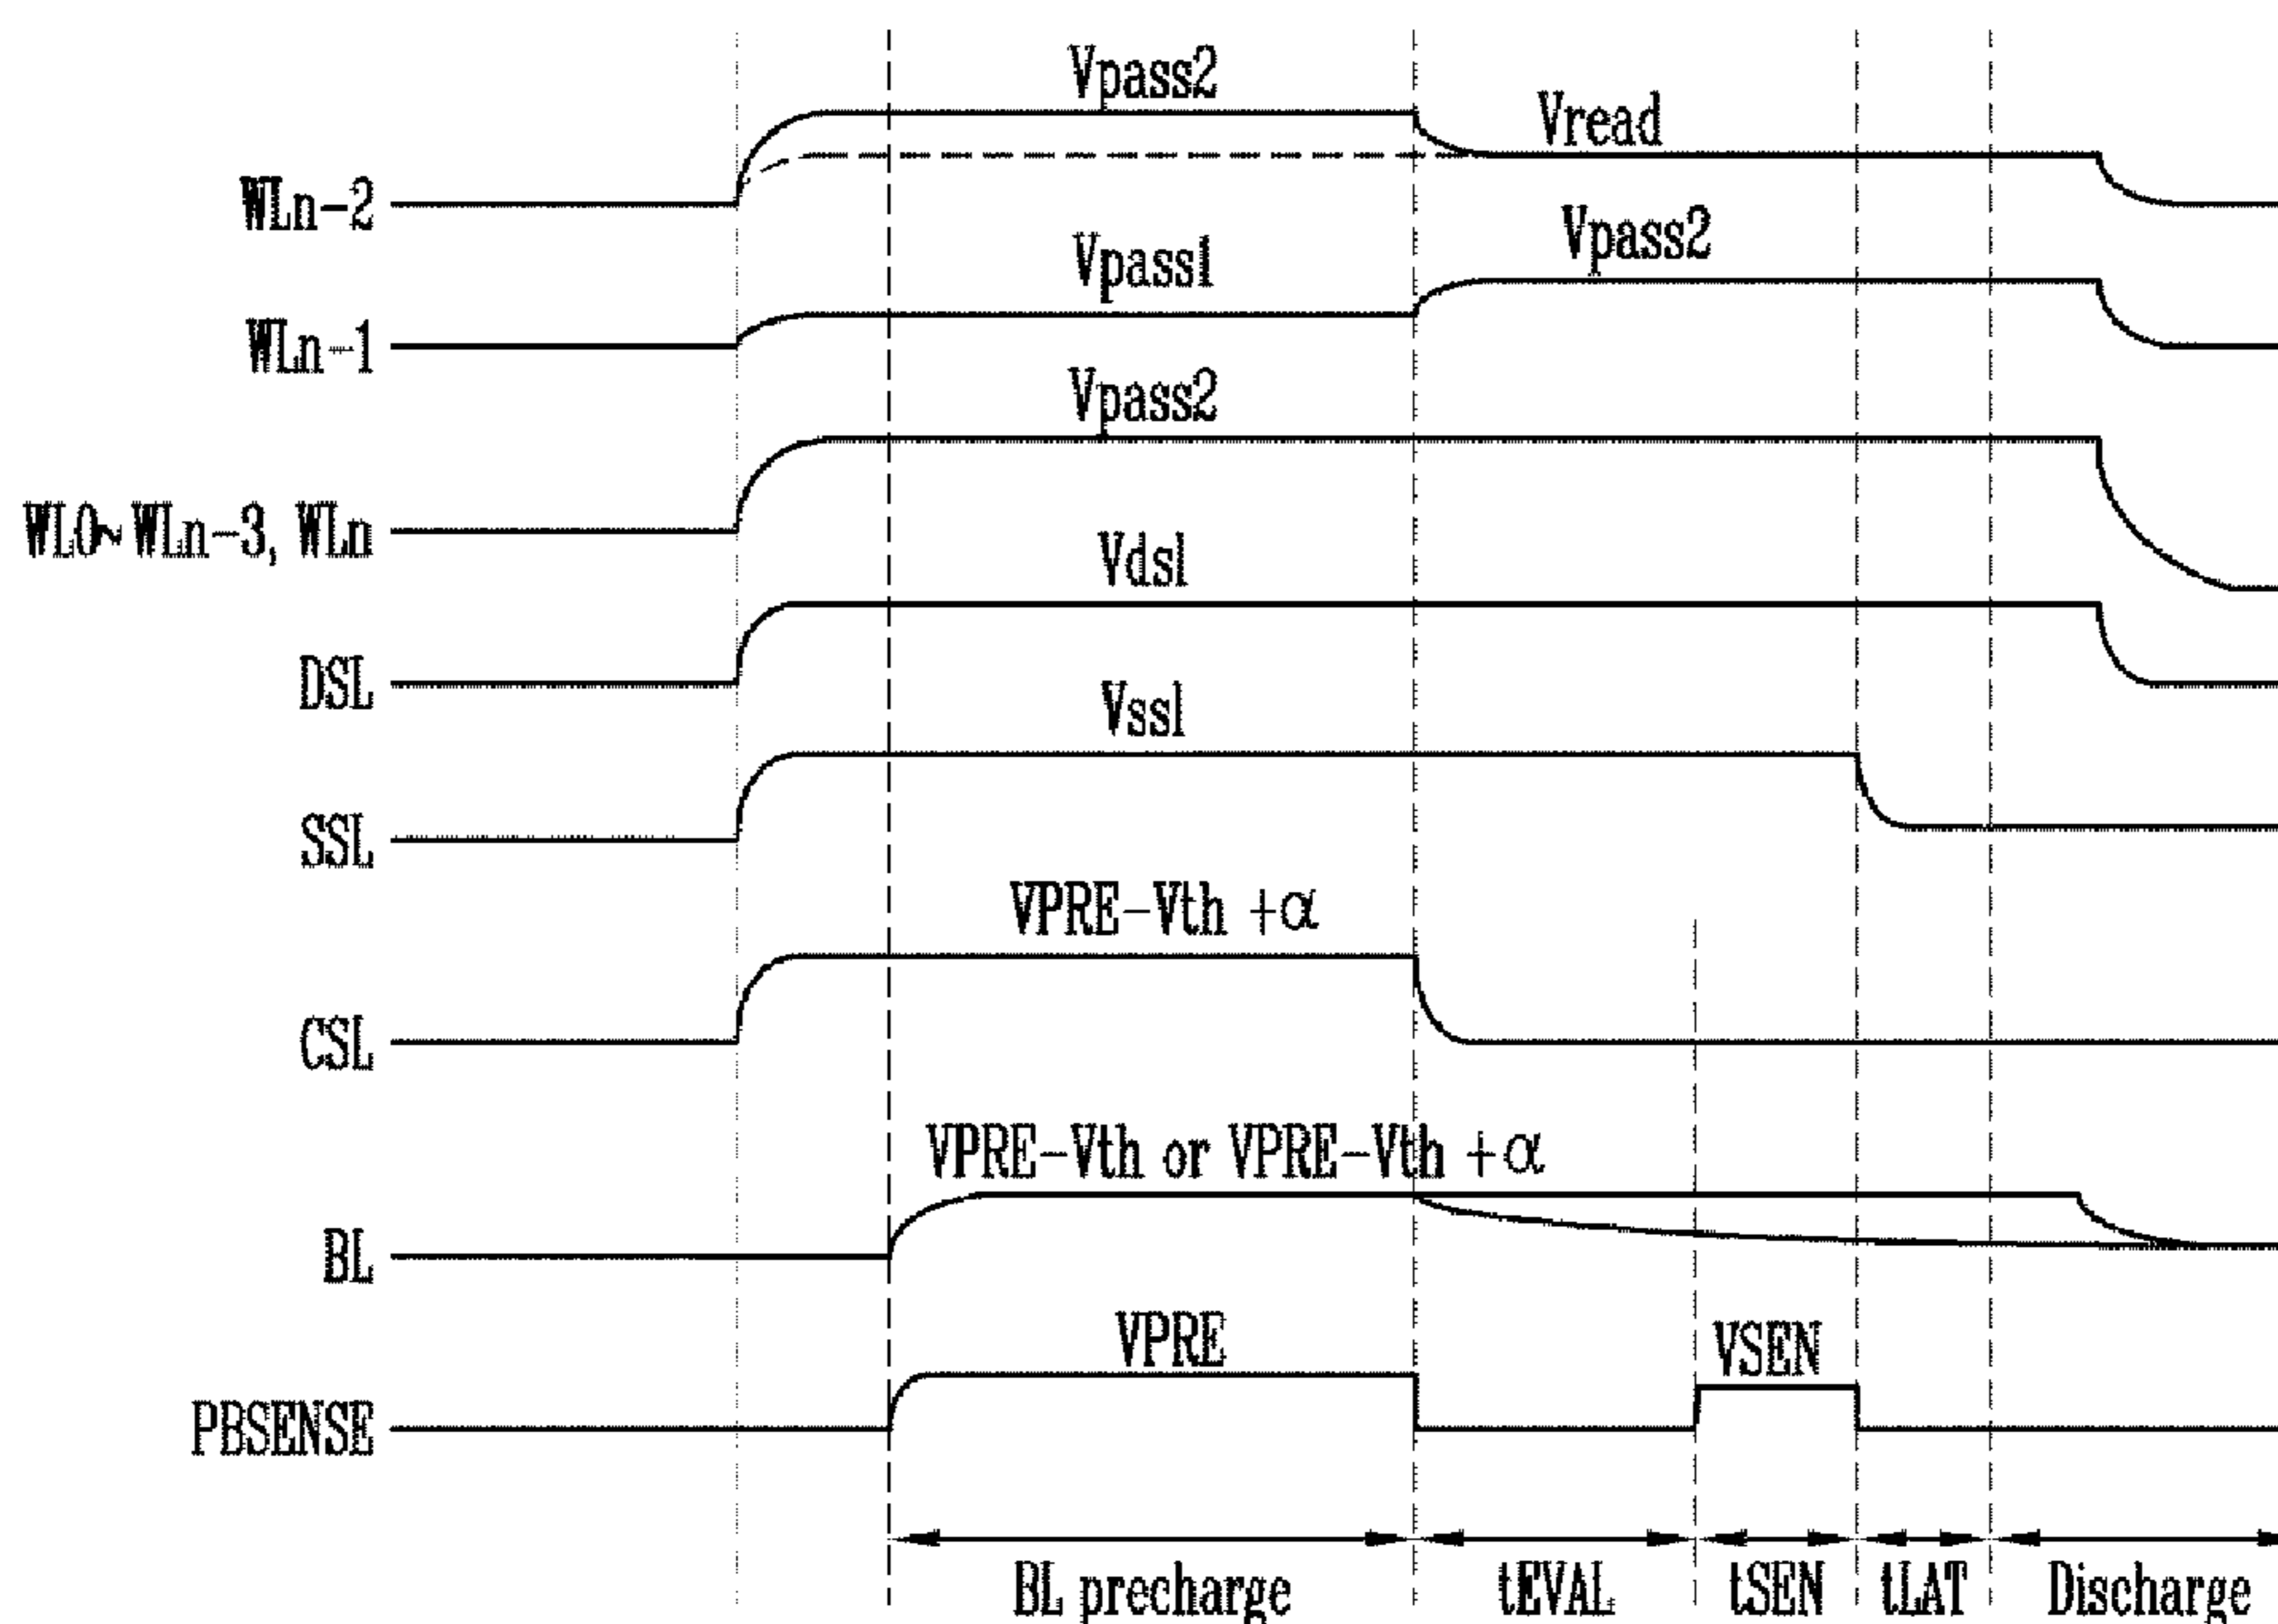 Vpass2
Vread
WLn-2
Vpass1
Vpass2
WLn-1
Vpass2
WL0~WLn-3, WLn
Vdsl
DSL
Vssl
SSL
VPRE-Vth +α
CSL
VPRE-Vth or VPRE-Vth +α
BL
VPRE
VSEN
PBSENSE
BL precharge
tEVAL
tSEN
tLAT
Discharge